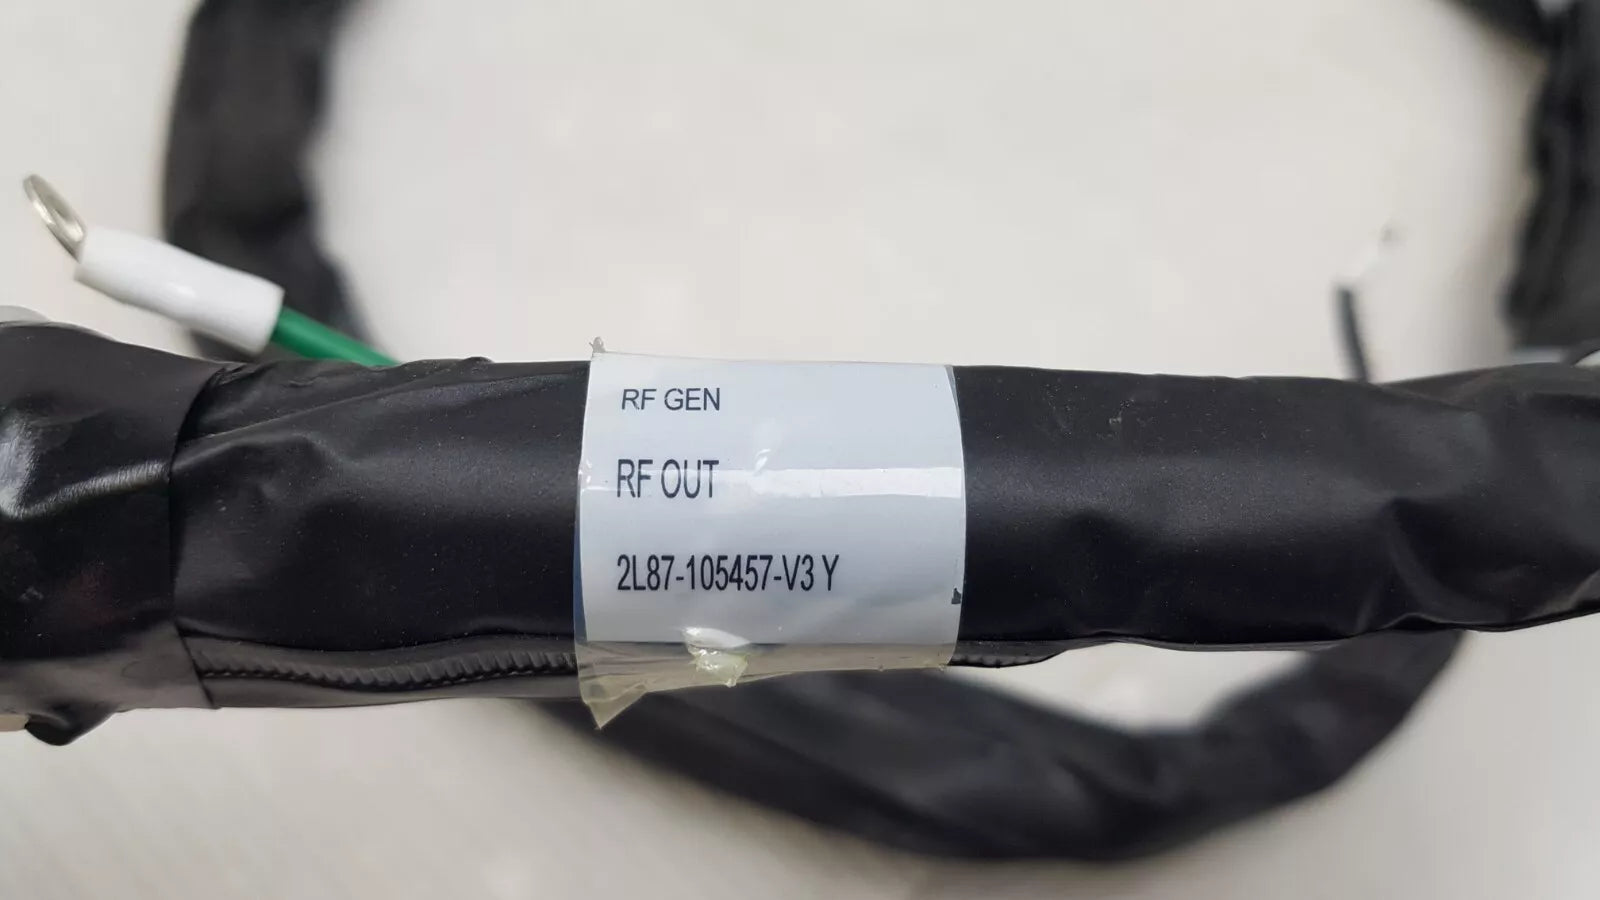 RF GEN
RF OUT
2L87-105457-V3 Y